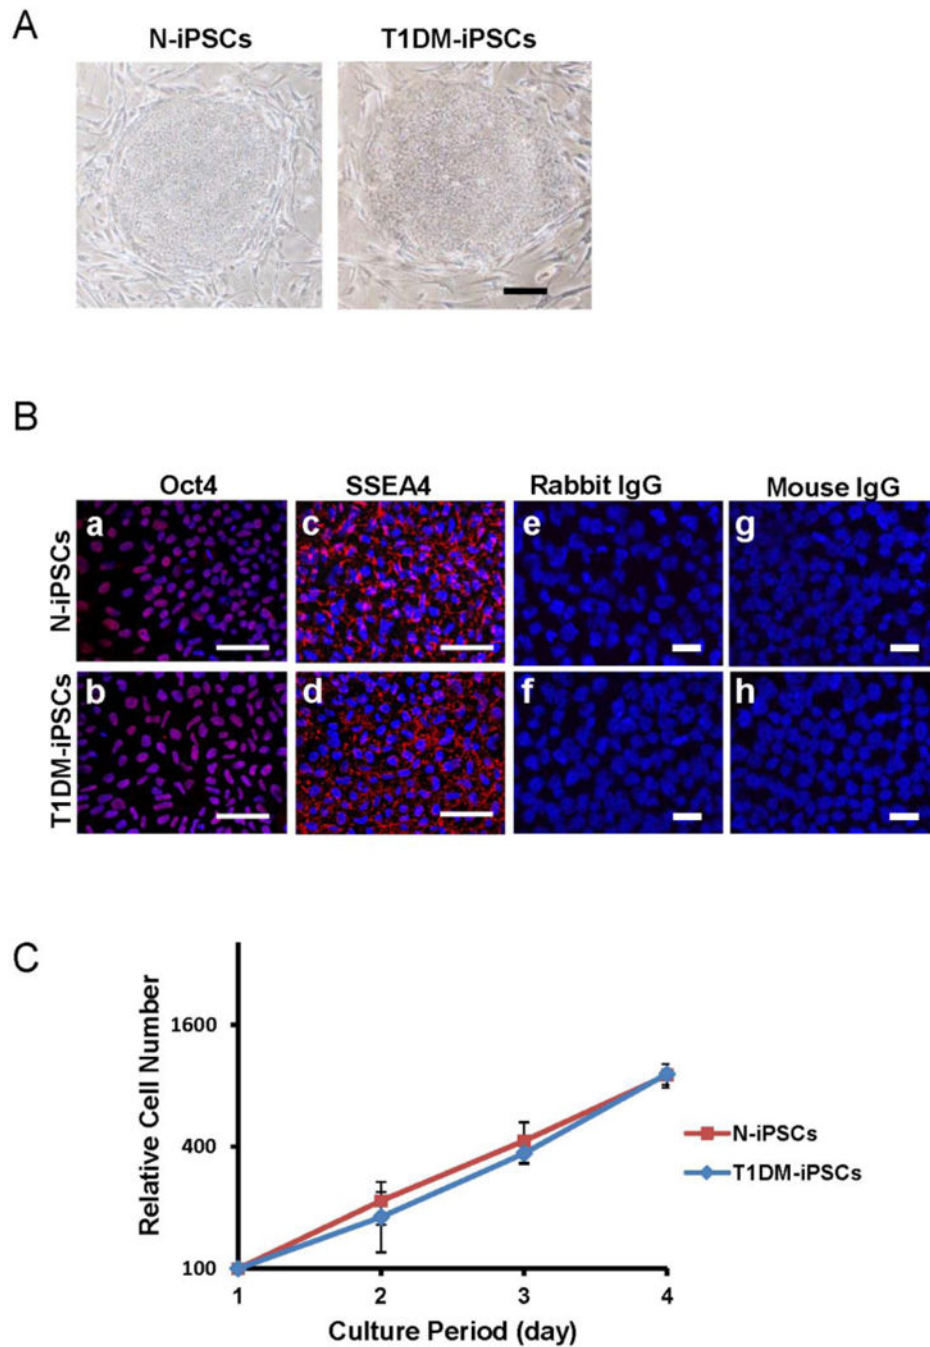 A
N-iPSCs T1DM-iPSCs
B
Oct4 SSEA4 Rabbit IgG Mouse IgG
N-iPSCs
a c e g
T1DM-iPSCs
b d f h
C
Relative Cell Number
1600
400
100
1 2 3 4
Culture Period (day)
N-iPSCs
T1DM-iPSCs